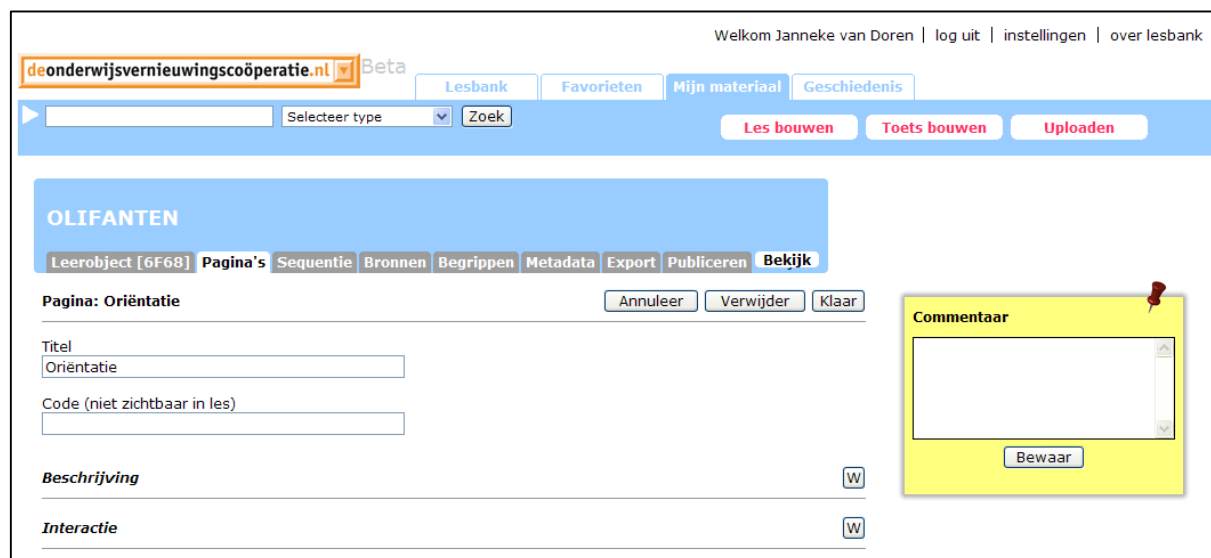 Welkom Janneke van Doren | log uit | instellingen | over lesbank
deonderwijsvernieuwingscoöperatie.nl Beta
Lesbank Favorieten Mijn materiaal Geschiedenis
Selecteer type Zoek Les bouwen Toets bouwen Uploaden
OLIFANTEN
Leerobject [6F68] Pagina's Sequentie Bronnen Begrippen Metadata Export Publiceren Bekijk
Pagina: Oriëntatie Annuleer Verwijder Klaar
Commentaar
Titel
Oriëntatie
Code (niet zichtbaar in les)
Bewaar
Beschrijving W
Interactie W